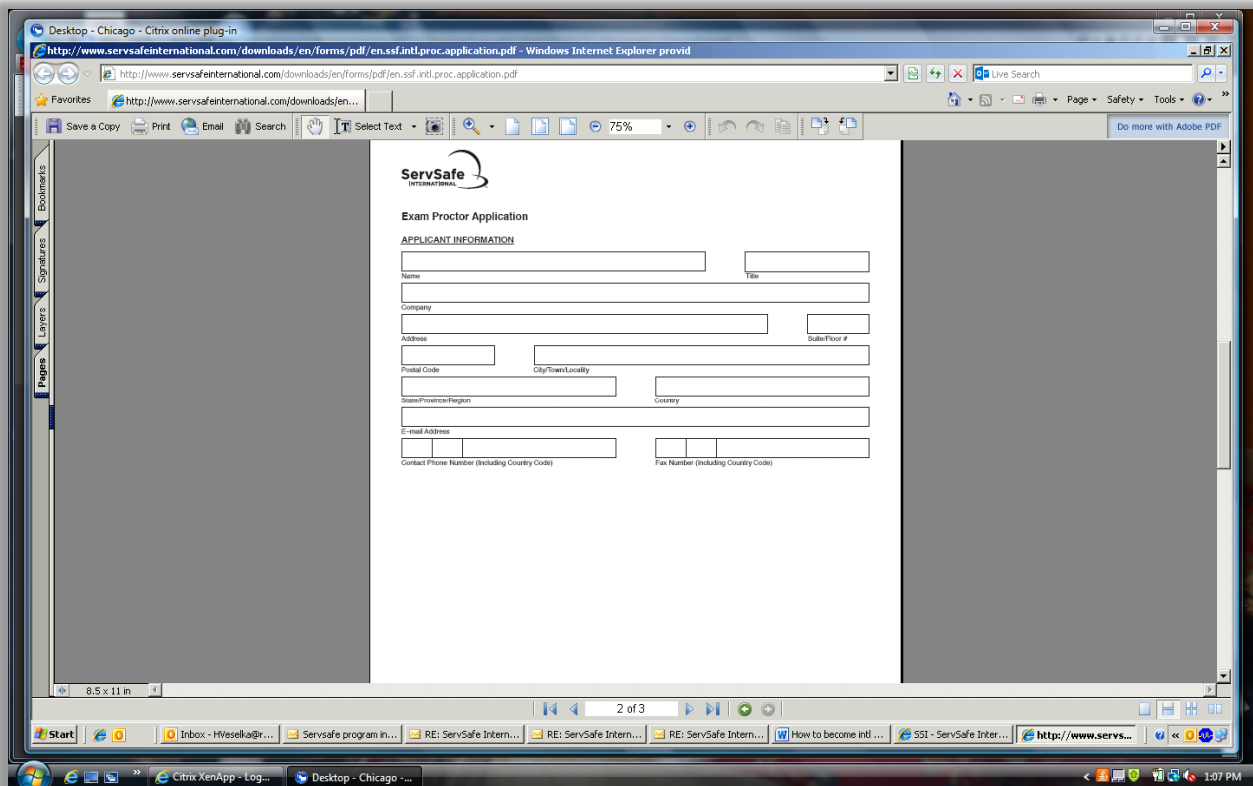 Desktop - Chicago - Citrix online plug-in
http://www.servsafeinternational.com/downloads/en/forms/pdf/en.ssf.intl.proc.application.pdf - Windows Internet Explorer provid
http://www.servsafeinternational.com/downloads/en/forms/pdf/en.ssf.intl.proc.application.pdf
Live Search
Favorites http://www.servsafeinternational.com/downloads/en... Page Safety Tools »
Save a Copy Print Email Search Select Text 75% Do more with Adobe PDF
Bookmarks
Signatures
Layers
Pages
ServSafe
INTERNATIONAL
Exam Proctor Application
APPLICANT INFORMATION
Name Title
Company
Address Suite/Floor #
Postal Code City/Town/Locality
State/Province/Region Country
E-mail Address
Contact Phone Number (Including Country Code) Fax Number (Including Country Code)
8.5 x 11 in
2 of 3
Start Inbox - HVeselka@r... Servsafe program in... RE: ServSafe Intern... RE: ServSafe Intern... RE: ServSafe Intern... How to become intl ... SSI - ServSafe Inter... http://www.servs... «
» Citrix XenApp - Log... Desktop - Chicago -... < 1:07 PM